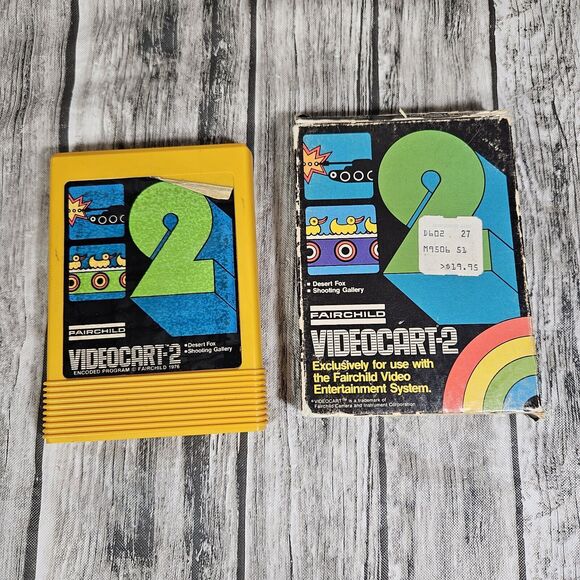 2
FAIRCHILD
VIDEOCART-2
• Desert Fox
• Shooting Gallery
ENCODED PROGRAM © FAIRCHILD 1976
2
D602 27
M9506 51
>$19.95
• Desert Fox
• Shooting Gallery
FAIRCHILD
VIDEOCART-2
Exclusively for use with
the Fairchild Video
Entertainment System.
• VIDEOCART™ is a trademark of
Fairchild Camera and Instrument Corporation